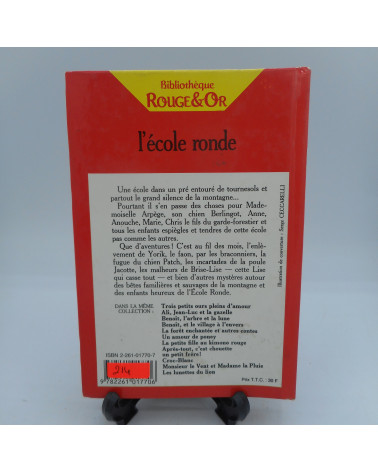 Bibliothèque
ROUGE&OR
l'école ronde
Une école dans un pré entouré de tournesols et
partout le grand silence de la montagne...
Pourtant il s'en passe des choses pour Made-
moiselle Arpège, son chien Berlingot, Anne,
Anouche, Marie, Chris le fils du garde-forestier et
tous les enfants espiègles et tendres de cette école
pas comme les autres.
Que d'aventures! C'est au fil des mois, l'enlè-
vement de Yorik, le faon, par les braconniers, la
fugue du chien Patch, les incartades de la poule
Jacotte, les malheurs de Brise-Lise — cette Lise
qui casse tout — et bien d'autres mystères autour
des bêtes familières et sauvages de la montagne et
des enfants heureux de l'École Ronde.
Illustration de couverture : Serge CECCARELLI
DANS LA MÊME
COLLECTION :
Trois petits ours pleins d'amour
Ali, Jean-Luc et la gazelle
Benoît, l'arbre et la lune
Benoît, et le village à l'envers
La forêt enchantée et autres contes
Un amour de poney
La petite fille au kimono rouge
Après-tout, c'est chouette
un petit frère!
Croc-Blanc
Monsieur le Vent et Madame la Pluie
Les lunettes du lion
ISBN 2-261-01770-7
9 782261 017706
Prix T.T.C. :